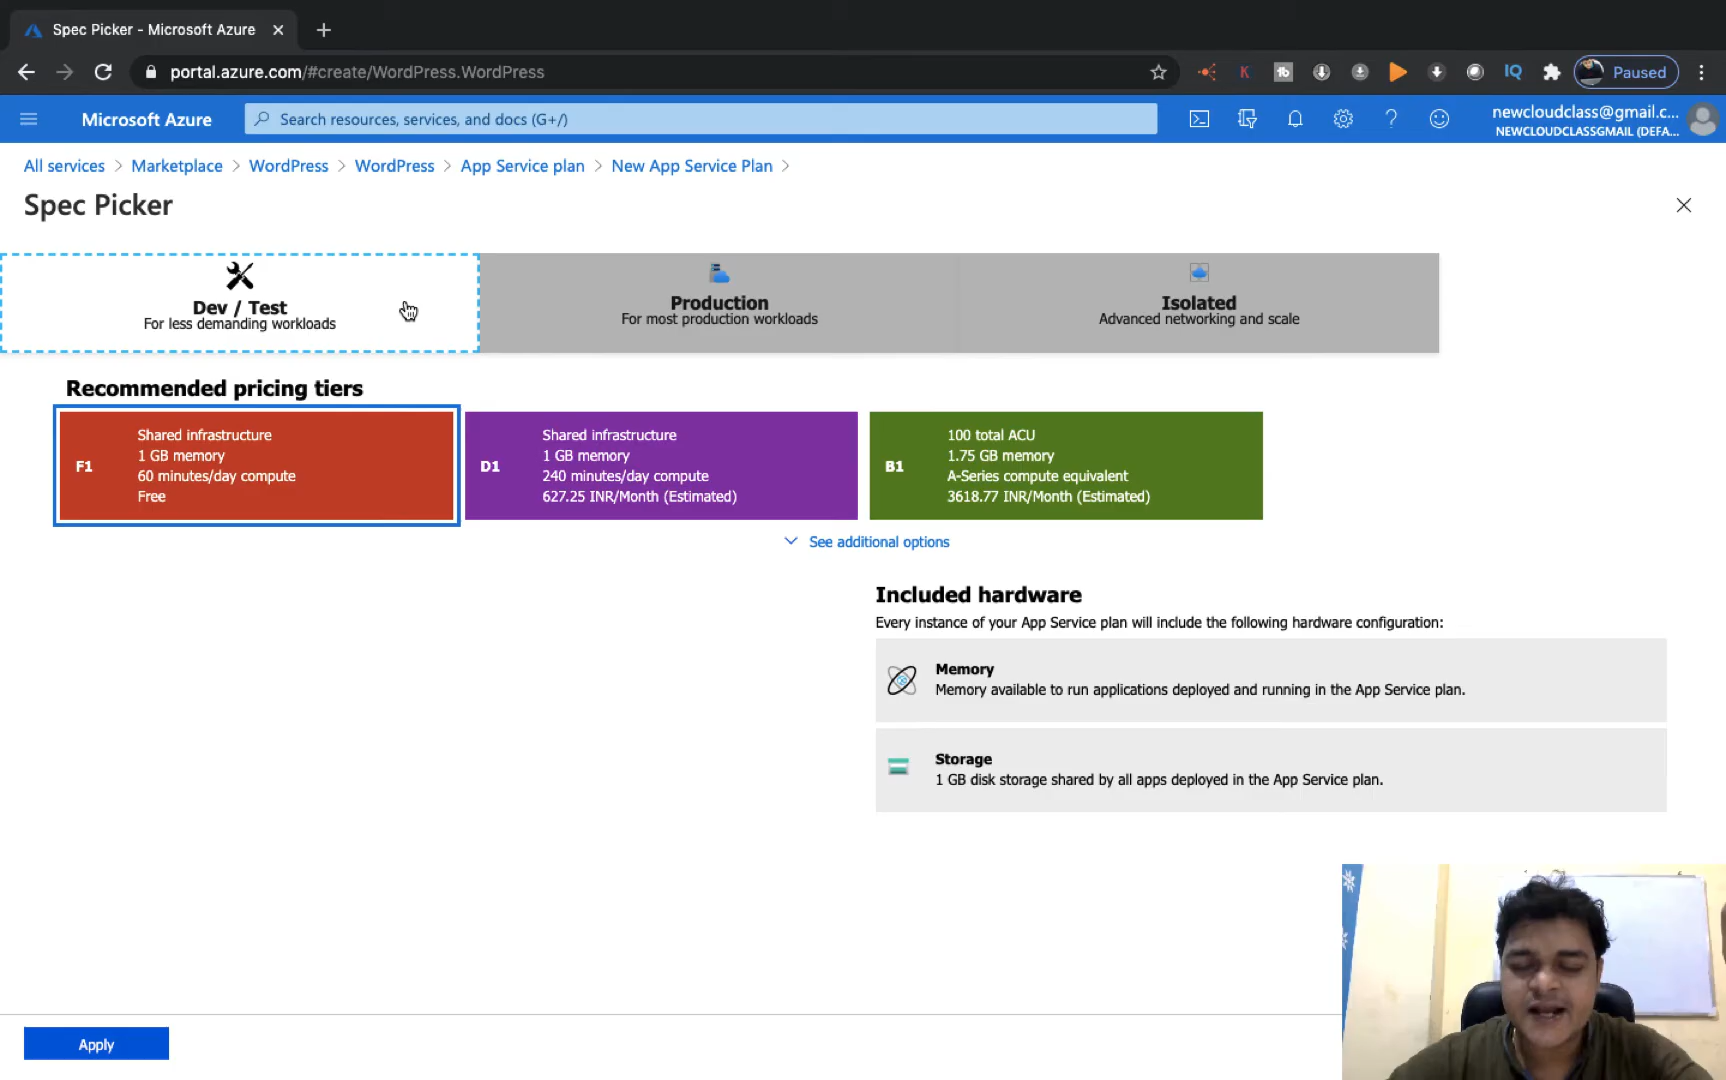 Spec Picker - Microsoft Azure
portal.azure.com/#create/WordPress.WordPress
K
tb
IQ
Paused
Microsoft Azure
Search resources, services, and docs (G+/)
newcloudclass@gmail.c...
NEWCLOUDCLASSGMAIL (DEFA...
All services > Marketplace > WordPress > WordPress > App Service plan > New App Service Plan >
Spec Picker
Dev / Test
For less demanding workloads
Production
For most production workloads
Isolated
Advanced networking and scale
Recommended pricing tiers
F1
Shared infrastructure
1 GB memory
60 minutes/day compute
Free
D1
Shared infrastructure
1 GB memory
240 minutes/day compute
627.25 INR/Month (Estimated)
B1
100 total ACU
1.75 GB memory
A-Series compute equivalent
3618.77 INR/Month (Estimated)
See additional options
Included hardware
Every instance of your App Service plan will include the following hardware configuration:
Memory
Memory available to run applications deployed and running in the App Service plan.
Storage
1 GB disk storage shared by all apps deployed in the App Service plan.
Apply